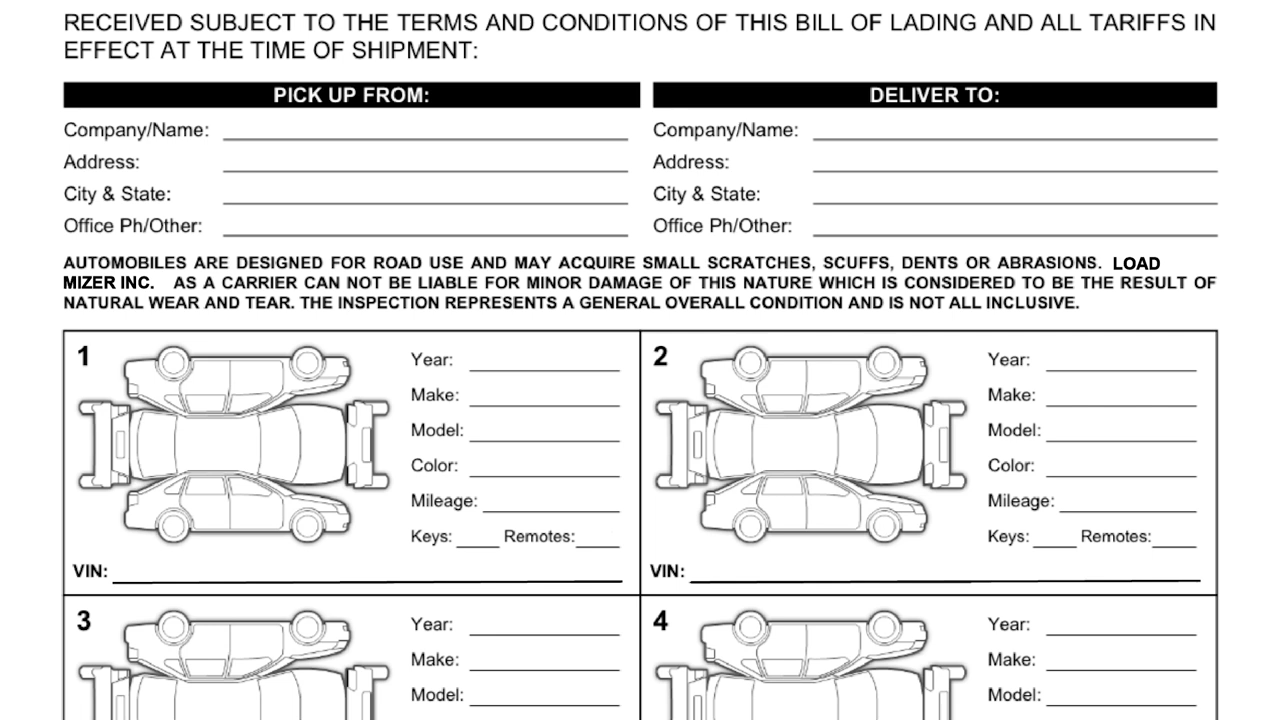 RECEIVED SUBJECT TO THE TERMS AND CONDITIONS OF THIS BILL OF LADING AND ALL TARIFFS IN
EFFECT AT THE TIME OF SHIPMENT:
PICK UP FROM:
Company/Name:
Address:
City & State:
Office Ph/Other:
DELIVER TO:
Company/Name:
Address:
City & State:
Office Ph/Other:
AUTOMOBILES ARE DESIGNED FOR ROAD USE AND MAY ACQUIRE SMALL SCRATCHES, SCUFFS, DENTS OR ABRASIONS. LOAD
MIZER INC. AS A CARRIER CAN NOT BE LIABLE FOR MINOR DAMAGE OF THIS NATURE WHICH IS CONSIDERED TO BE THE RESULT OF
NATURAL WEAR AND TEAR. THE INSPECTION REPRESENTS A GENERAL OVERALL CONDITION AND IS NOT ALL INCLUSIVE.
1
Year:
Make:
Model:
Color:
Mileage:
Keys: Remotes:
VIN:
2
Year:
Make:
Model:
Color:
Mileage:
Keys: Remotes:
VIN:
3
Year:
Make:
Model:
4
Year:
Make:
Model: